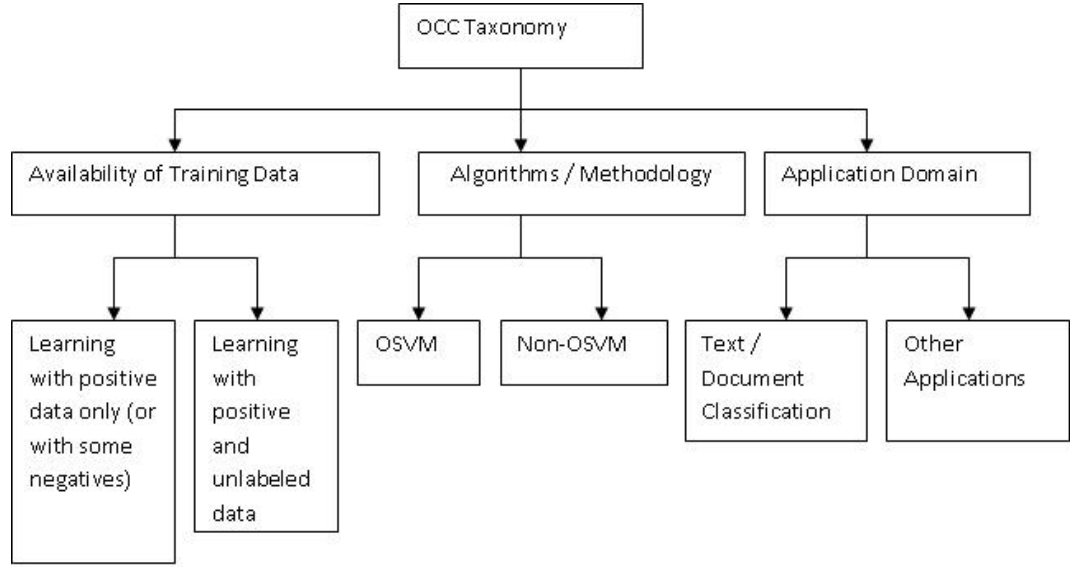 OCC Taxonomy
Availability of Training Data
Algorithms / Methodology
Application Domain
Learning
with positive
data only (or
with some
negatives)
Learning
with
positive
and
unlabeled
data
OSVM
Non-OSVM
Text /
Document
Classification
Other
Applications